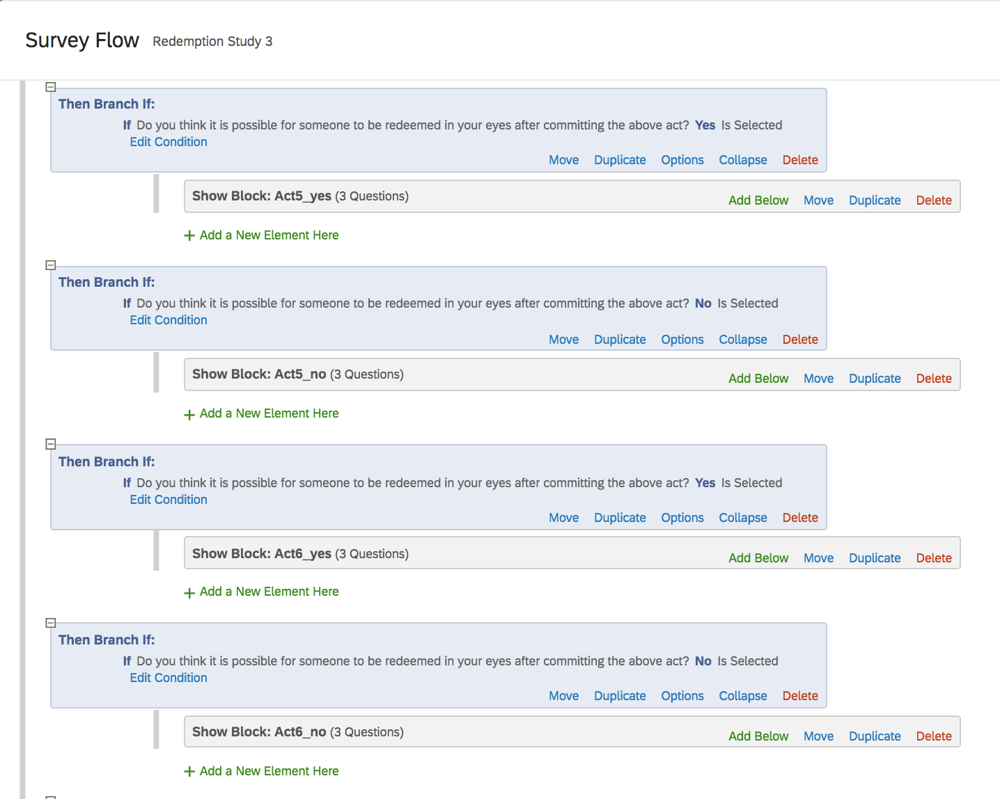 Survey Flow Redemption Study 3
Then Branch If:
If Do you think it is possible for someone to be redeemed in your eyes after committing the above act? Yes Is Selected
Edit Condition
Move Duplicate Options Collapse Delete
Show Block: Act5_yes (3 Questions)
Add Below Move Duplicate Delete
+ Add a New Element Here
Then Branch If:
If Do you think it is possible for someone to be redeemed in your eyes after committing the above act? No Is Selected
Edit Condition
Move Duplicate Options Collapse Delete
Show Block: Act5_no (3 Questions)
Add Below Move Duplicate Delete
+ Add a New Element Here
Then Branch If:
If Do you think it is possible for someone to be redeemed in your eyes after committing the above act? Yes Is Selected
Edit Condition
Move Duplicate Options Collapse Delete
Show Block: Act6_yes (3 Questions)
Add Below Move Duplicate Delete
+ Add a New Element Here
Then Branch If:
If Do you think it is possible for someone to be redeemed in your eyes after committing the above act? No Is Selected
Edit Condition
Move Duplicate Options Collapse Delete
Show Block: Act6_no (3 Questions)
Add Below Move Duplicate Delete
+ Add a New Element Here